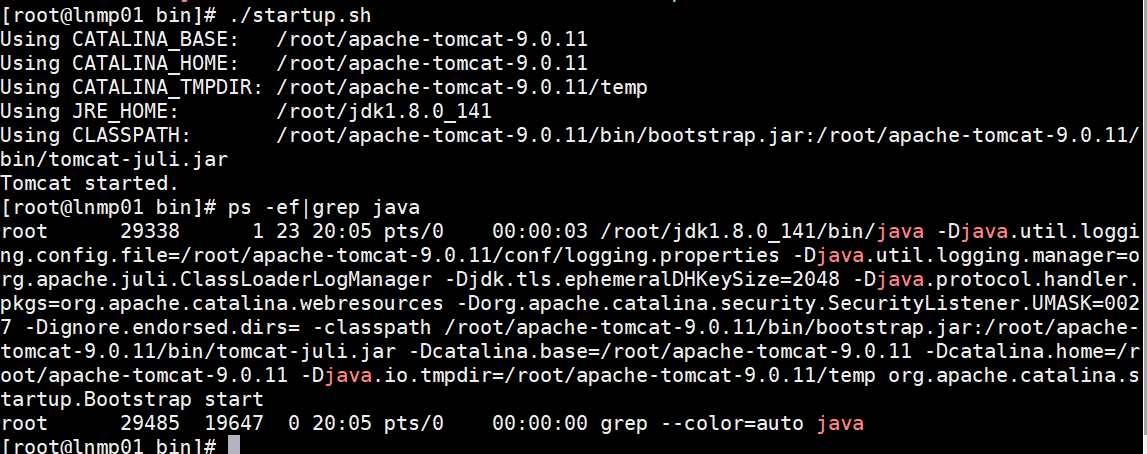 [root@lnmp01 bin]# ./startup.sh
Using CATALINA_BASE:   /root/apache-tomcat-9.0.11
Using CATALINA_HOME:   /root/apache-tomcat-9.0.11
Using CATALINA_TMPDIR: /root/apache-tomcat-9.0.11/temp
Using JRE_HOME:        /root/jdk1.8.0_141
Using CLASSPATH:       /root/apache-tomcat-9.0.11/bin/bootstrap.jar:/root/apache-tomcat-9.0.11/
bin/tomcat-juli.jar
Tomcat started.
[root@lnmp01 bin]# ps -ef|grep java
root      29338      1 23 20:05 pts/0    00:00:03 /root/jdk1.8.0_141/bin/java -Djava.util.loggi
ng.config.file=/root/apache-tomcat-9.0.11/conf/logging.properties -Djava.util.logging.manager=o
rg.apache.juli.ClassLoaderLogManager -Djdk.tls.ephemeralDHKeySize=2048 -Djava.protocol.handler.
pkgs=org.apache.catalina.webresources -Dorg.apache.catalina.security.SecurityListener.UMASK=002
7 -Dignore.endorsed.dirs= -classpath /root/apache-tomcat-9.0.11/bin/bootstrap.jar:/root/apache-
tomcat-9.0.11/bin/tomcat-juli.jar -Dcatalina.base=/root/apache-tomcat-9.0.11 -Dcatalina.home=/r
oot/apache-tomcat-9.0.11 -Djava.io.tmpdir=/root/apache-tomcat-9.0.11/temp org.apache.catalina.s
tartup.Bootstrap start
root      29485  19647  0 20:05 pts/0    00:00:00 grep --color=auto java
[root@lnmp01 bin]#